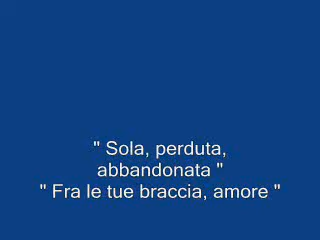 " Sola, perduta,
abbandonata "
" Fra le tue braccia, amore "